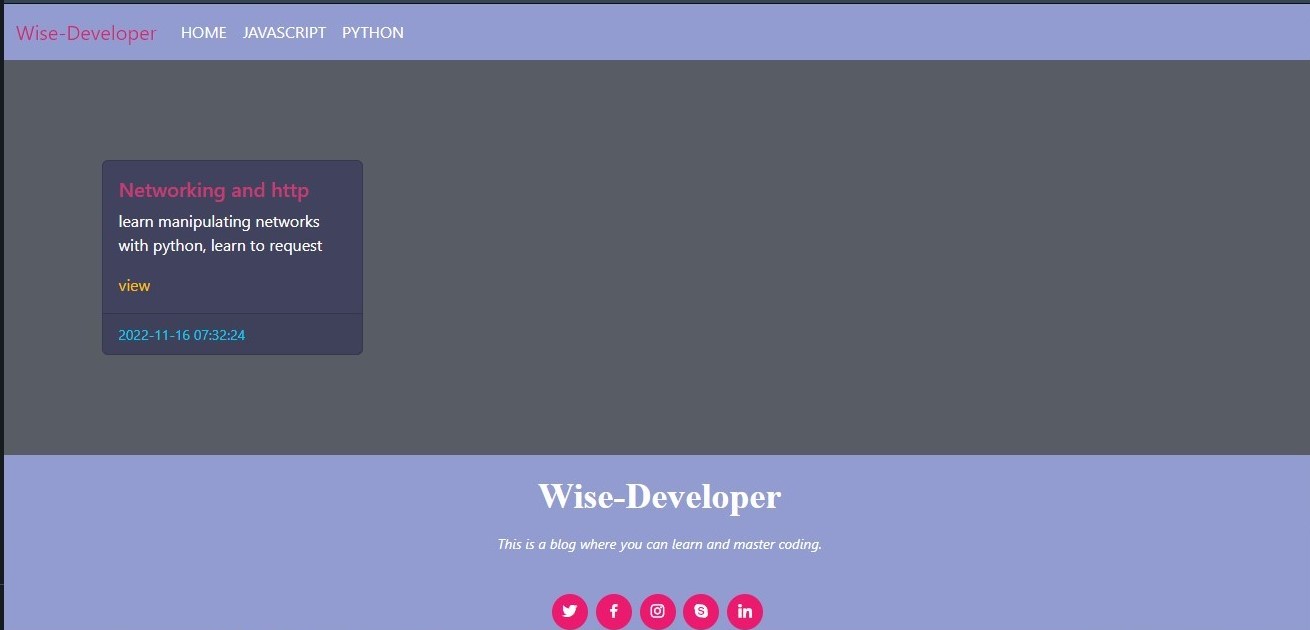 Wise-Developer HOME JAVASCRIPT PYTHON
Networking and http
learn manipulating networks
with python, learn to request
view
2022-11-16 07:32:24
Wise-Developer
This is a blog where you can learn and master coding.